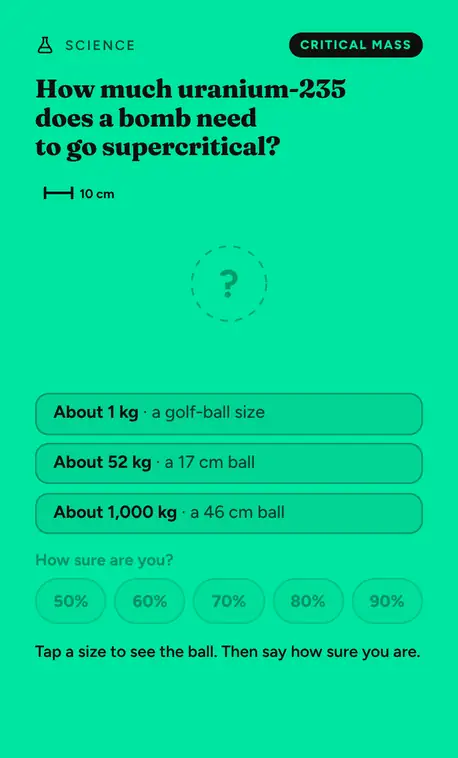 SCIENCE
CRITICAL MASS
How much uranium-235
does a bomb need
to go supercritical?
10 cm
?
About 1 kg · a golf-ball size
About 52 kg · a 17 cm ball
About 1,000 kg · a 46 cm ball
How sure are you?
50% 60% 70% 80% 90%
Tap a size to see the ball. Then say how sure you are.